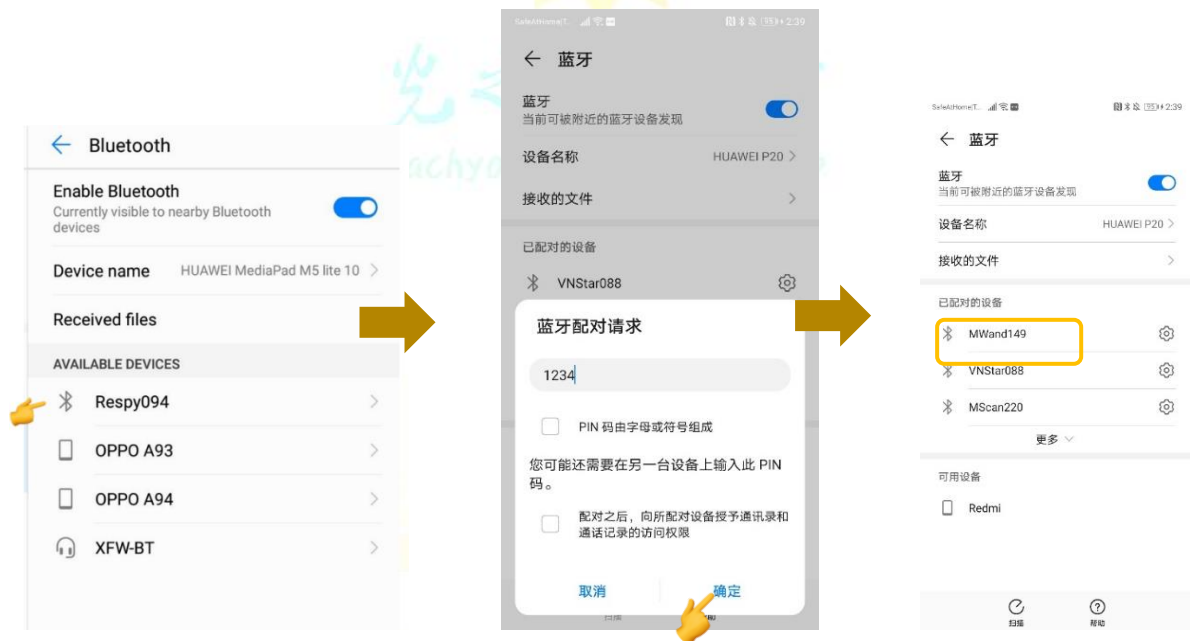 Bluetooth
Enable Bluetooth
Currently visible to nearby Bluetooth
devices
Device name HUAWEI MediaPad M5 lite 10
Received files
AVAILABLE DEVICES
Respy094
OPPO A93
OPPO A94
XFW-BT
SafeAtHome|T.. 2:39
蓝牙
蓝牙
当前可被附近的蓝牙设备发现
设备名称 HUAWEI P20
接收的文件
已配对的设备
VNStar088
蓝牙配对请求
1234
PIN 码由字母或符号组成
您可能还需要在另一台设备上输入此 PIN
码。
配对之后，向所配对设备授予通讯录和
通话记录的访问权限
取消 确定
扫描
SafeAtHome|T.. 2:39
蓝牙
蓝牙
当前可被附近的蓝牙设备发现
设备名称 HUAWEI P20
接收的文件
已配对的设备
MWand149
VNStar088
MScan220
更多
可用设备
Redmi
扫描 帮助